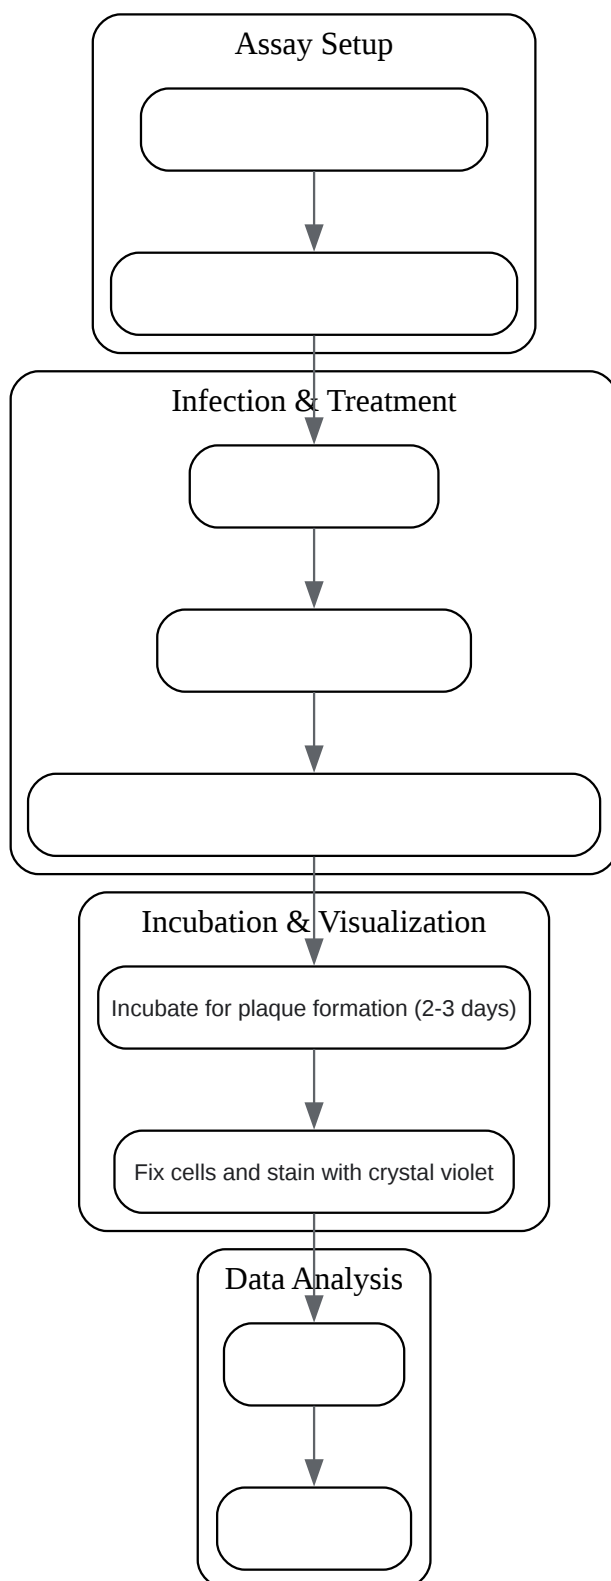 Assay Setup
Infection & Treatment
Incubation & Visualization
Incubate for plaque formation (2-3 days)
Fix cells and stain with crystal violet
Data Analysis